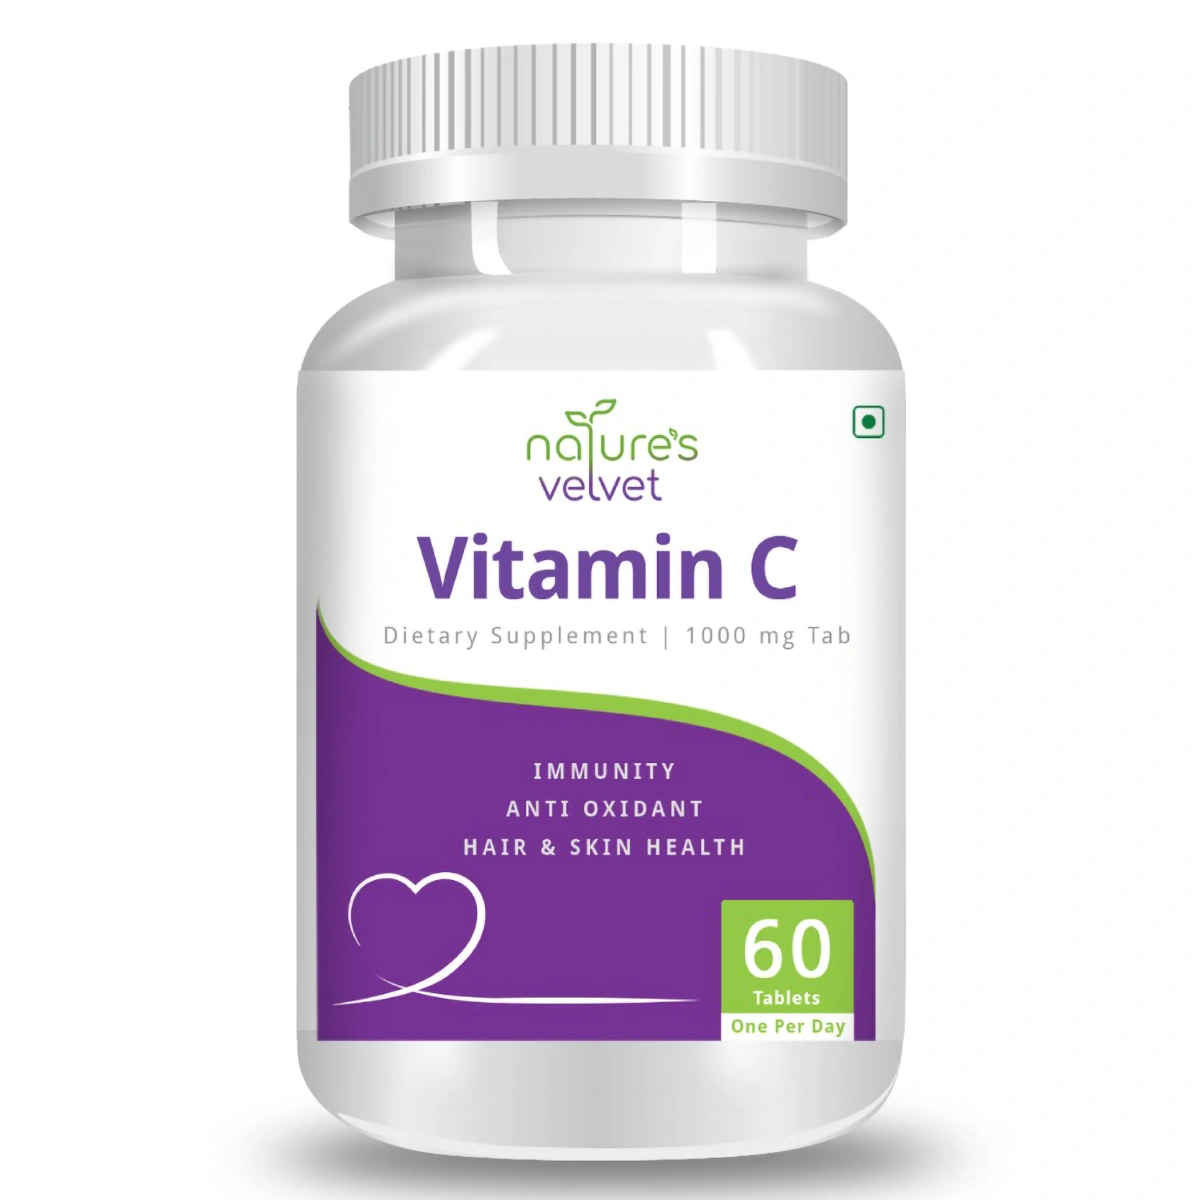 nature's
velvet
Vitamin C
Dietary Supplement | 1000 mg Tab
IMMUNITY
ANTI OXIDANT
HAIR & SKIN HEALTH
60
Tablets
One Per Day